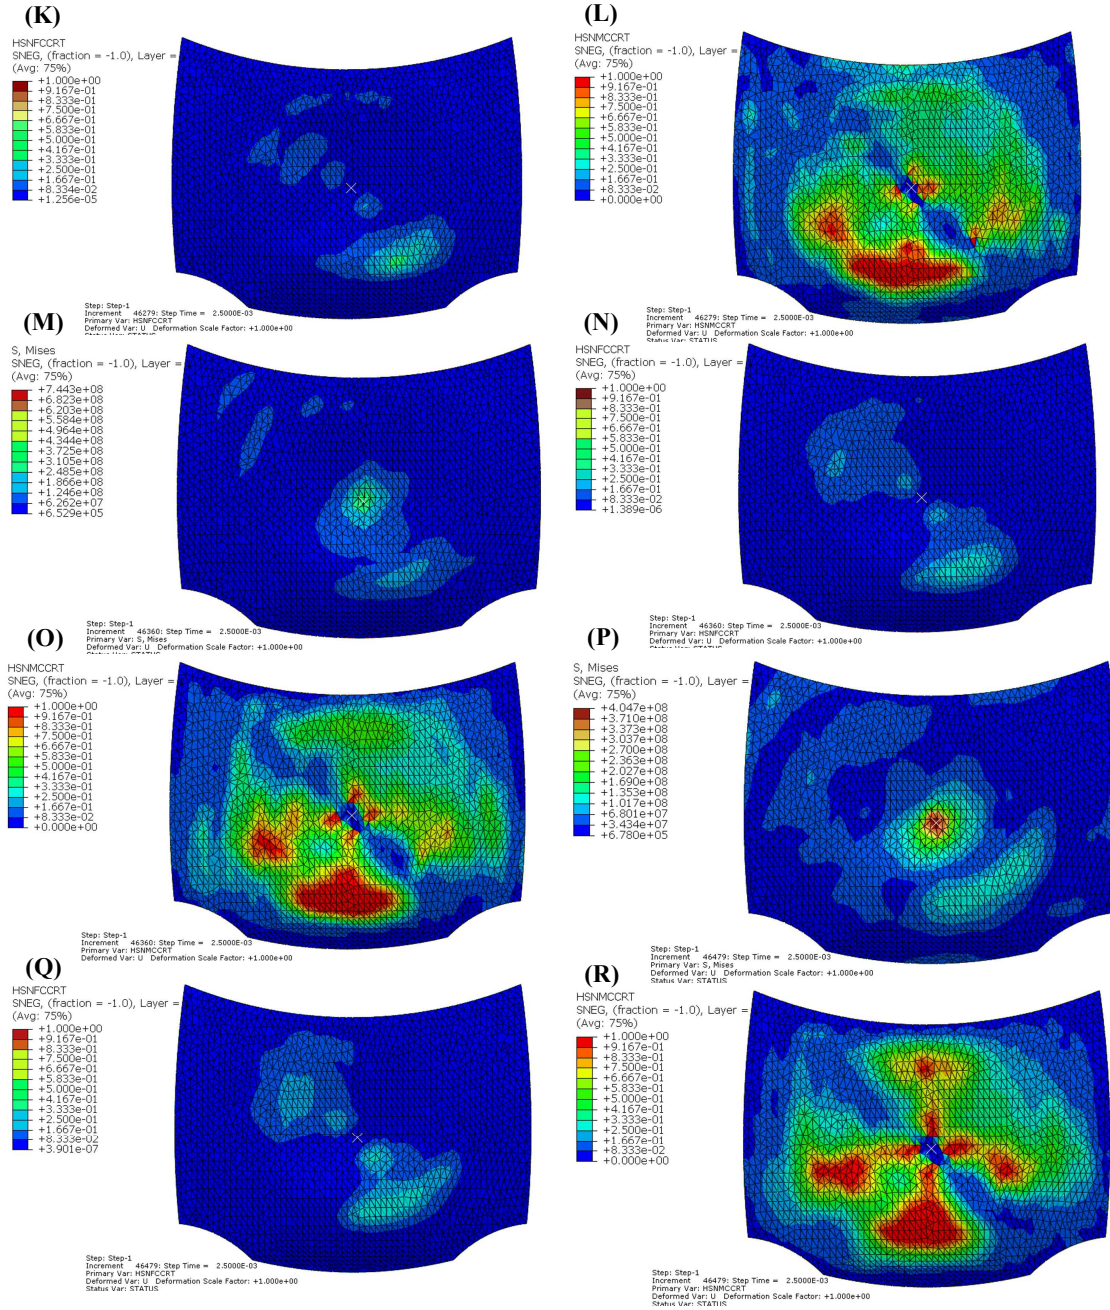 (K)
HSNFCCRT
SNEG, (fraction = -1.0), Layer =
(Avg: 75%)
+1.000e+00
+9.167e-01
+8.333e-01
+7.500e-01
+6.667e-01
+5.833e-01
+5.000e-01
+4.167e-01
+3.333e-01
+2.500e-01
+1.667e-01
+8.334e-02
+1.256e-05
Step: Step-1
Increment 46279: Step Time = 2.5000E-03
Primary Var: HSNFCCRT
Deformed Var: U Deformation Scale Factor: +1.000e+00
Status Var: STATUS
(L)
HSNMCCRT
SNEG, (fraction = -1.0), Layer =
(Avg: 75%)
+1.000e+00
+9.167e-01
+8.333e-01
+7.500e-01
+6.667e-01
+5.833e-01
+5.000e-01
+4.167e-01
+3.333e-01
+2.500e-01
+1.667e-01
+8.333e-02
+0.000e+00
Step: Step-1
Increment 46279: Step Time = 2.5000E-03
Primary Var: HSNMCCRT
Deformed Var: U Deformation Scale Factor: +1.000e+00
(M)
S, Mises
SNEG, (fraction = -1.0), Layer =
(Avg: 75%)
+7.443e+08
+6.823e+08
+6.203e+08
+5.584e+08
+4.964e+08
+4.344e+08
+3.725e+08
+3.105e+08
+2.485e+08
+1.866e+08
+1.246e+08
+6.262e+07
+6.529e+05
Step: Step-1
Increment 46360: Step Time = 2.5000E-03
Primary Var: S, Mises
Deformed Var: U Deformation Scale Factor: +1.000e+00
Status Var: STATUS
(N)
HSNFCCRT
SNEG, (fraction = -1.0), Layer =
(Avg: 75%)
+1.000e+00
+9.167e-01
+8.333e-01
+7.500e-01
+6.667e-01
+5.833e-01
+5.000e-01
+4.167e-01
+3.333e-01
+2.500e-01
+1.667e-01
+8.333e-02
+1.389e-06
Step: Step-1
Increment 46360: Step Time = 2.5000E-03
Primary Var: HSNFCCRT
Deformed Var: U Deformation Scale Factor: +1.000e+00
Status Var: STATUS
(O)
HSNMCCRT
SNEG, (fraction = -1.0), Layer =
(Avg: 75%)
+1.000e+00
+9.167e-01
+8.333e-01
+7.500e-01
+6.667e-01
+5.833e-01
+5.000e-01
+4.167e-01
+3.333e-01
+2.500e-01
+1.667e-01
+8.333e-02
+0.000e+00
Step: Step-1
Increment 46360: Step Time = 2.5000E-03
Primary Var: HSNMCCRT
Deformed Var: U Deformation Scale Factor: +1.000e+00
(P)
S, Mises
SNEG, (fraction = -1.0), Layer =
(Avg: 75%)
+4.047e+08
+3.710e+08
+3.373e+08
+3.037e+08
+2.700e+08
+2.363e+08
+2.027e+08
+1.690e+08
+1.353e+08
+1.017e+08
+6.801e+07
+3.434e+07
+6.780e+05
Step: Step-1
Increment 46479: Step Time = 2.5000E-03
Primary Var: S, Mises
Deformed Var: U Deformation Scale Factor: +1.000e+00
Status Var: STATUS
(Q)
HSNFCCRT
SNEG, (fraction = -1.0), Layer =
(Avg: 75%)
+1.000e+00
+9.167e-01
+8.333e-01
+7.500e-01
+6.667e-01
+5.833e-01
+5.000e-01
+4.167e-01
+3.333e-01
+2.500e-01
+1.667e-01
+8.333e-02
+3.901e-07
Step: Step-1
Increment 46479: Step Time = 2.5000E-03
Primary Var: HSNFCCRT
Deformed Var: U Deformation Scale Factor: +1.000e+00
Status Var: STATUS
(R)
HSNMCCRT
SNEG, (fraction = -1.0), Layer =
(Avg: 75%)
+1.000e+00
+9.167e-01
+8.333e-01
+7.500e-01
+6.667e-01
+5.833e-01
+5.000e-01
+4.167e-01
+3.333e-01
+2.500e-01
+1.667e-01
+8.333e-02
+0.000e+00
Step: Step-1
Increment 46479: Step Time = 2.5000E-03
Primary Var: HSNMCCRT
Deformed Var: U Deformation Scale Factor: +1.000e+00
Status Var: STATUS